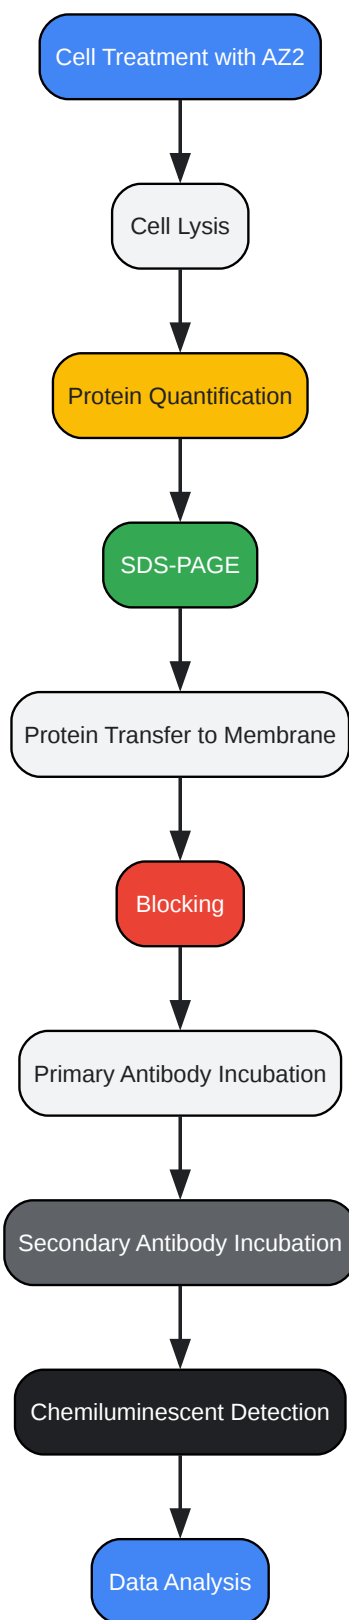 Cell Treatment with AZ2
Cell Lysis
Protein Quantification
SDS-PAGE
Protein Transfer to Membrane
Blocking
Primary Antibody Incubation
Secondary Antibody Incubation
Chemiluminescent Detection
Data Analysis